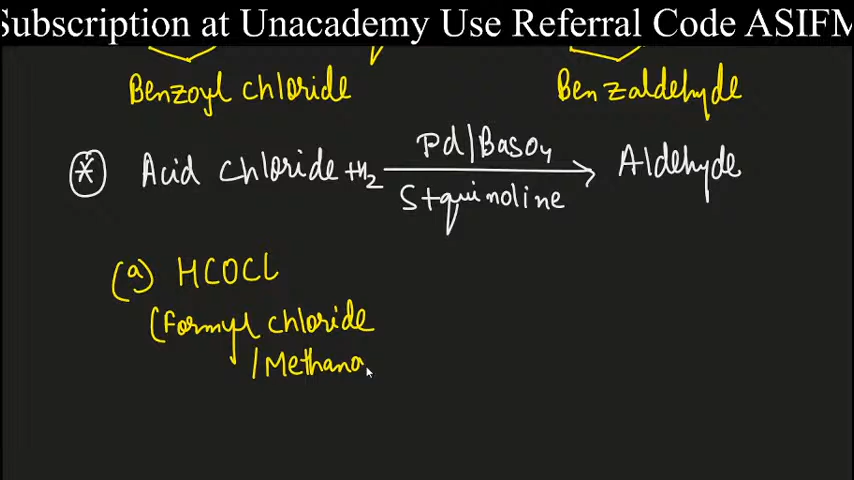 Subscription at Unacademy Use Referral Code ASIFM
Benzoyl chloride Benzaldehyde
* Acid chloride + H2 Pd/BaSO4 Aldehyde
S+quinoline
(a) HCOCl
(Formyl chloride
/Methano